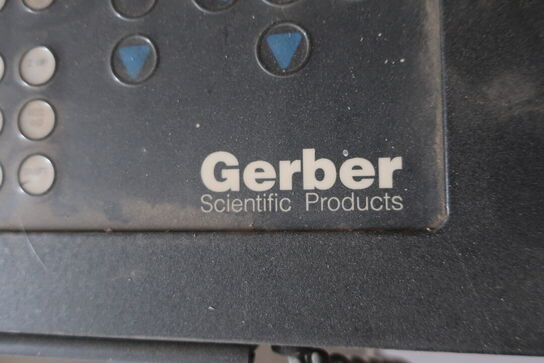 Gerber
Scientific Products